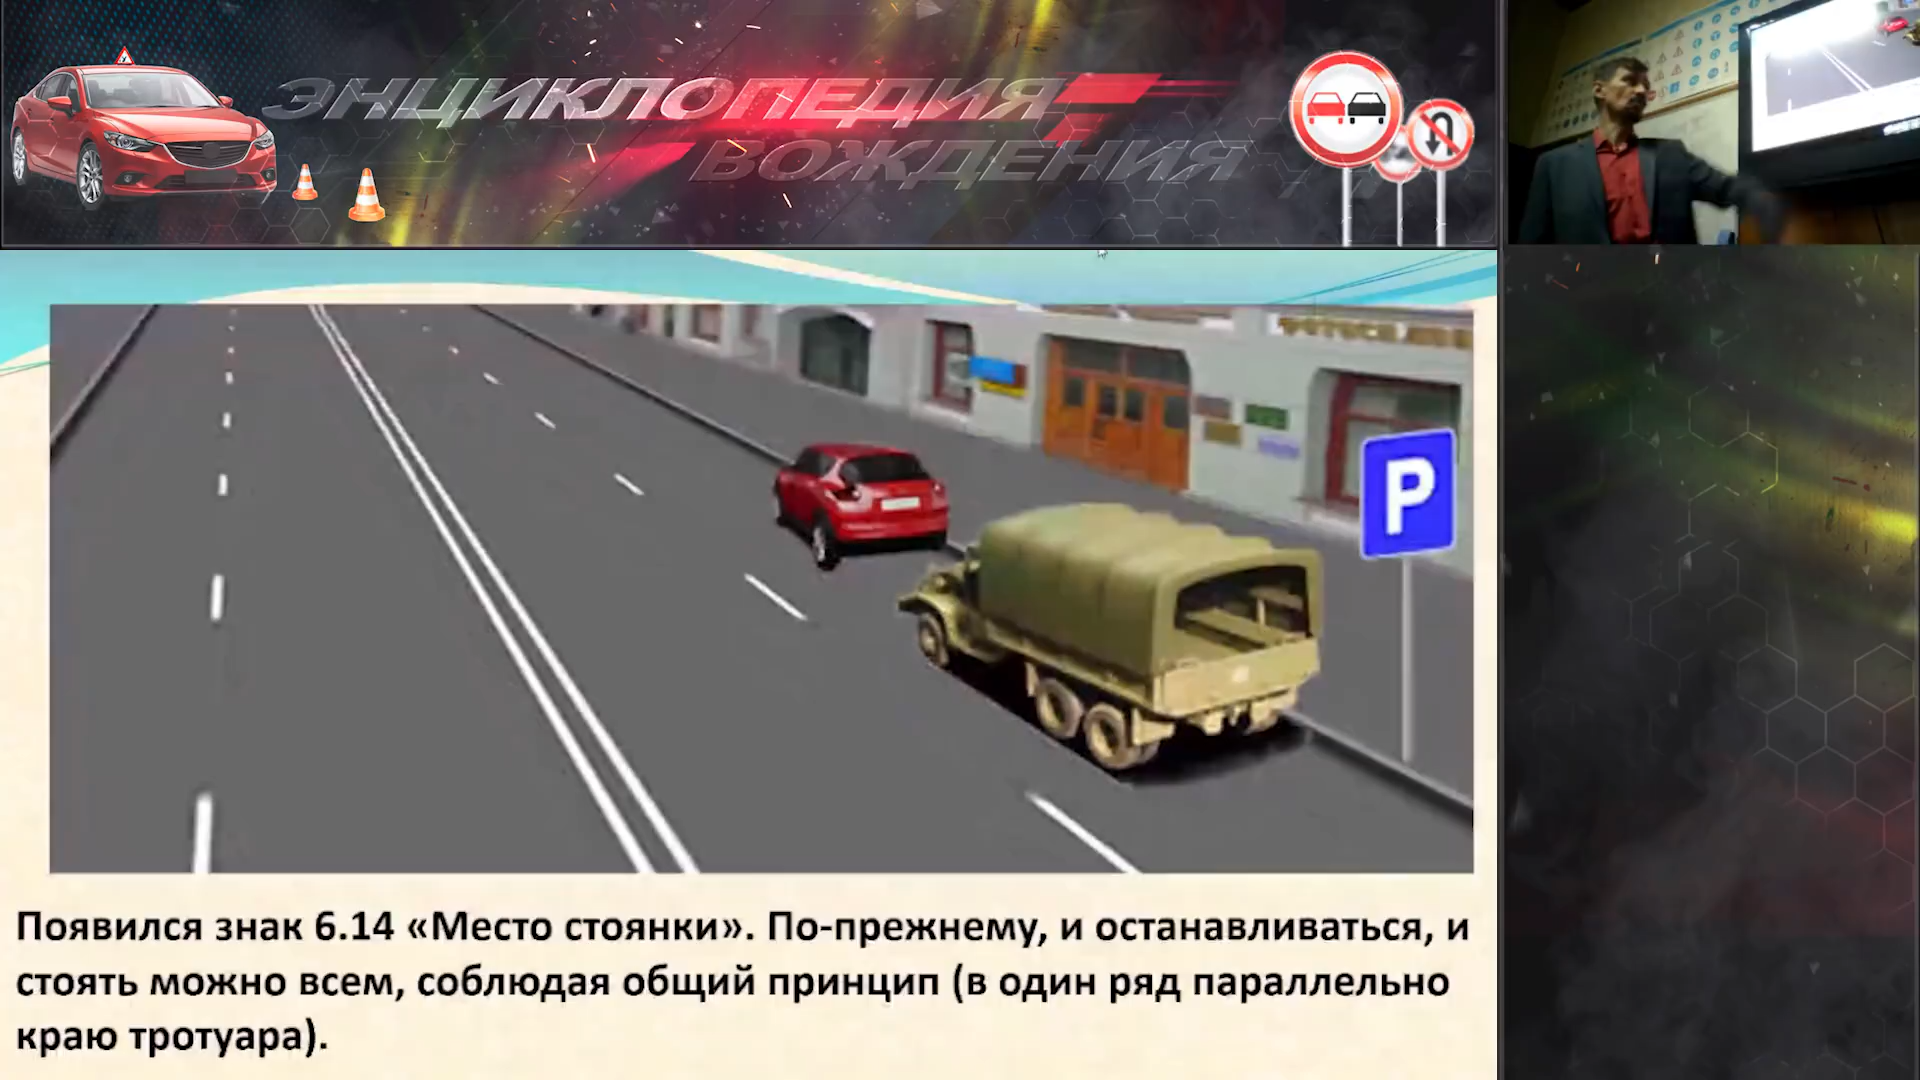 ЭНЦИКЛОПЕДИЯ
ВОЖДЕНИЯ
P
Появился знак 6.14 «Место стоянки». По-прежнему, и останавливаться, и
стоять можно всем, соблюдая общий принцип (в один ряд параллельно
краю тротуара).